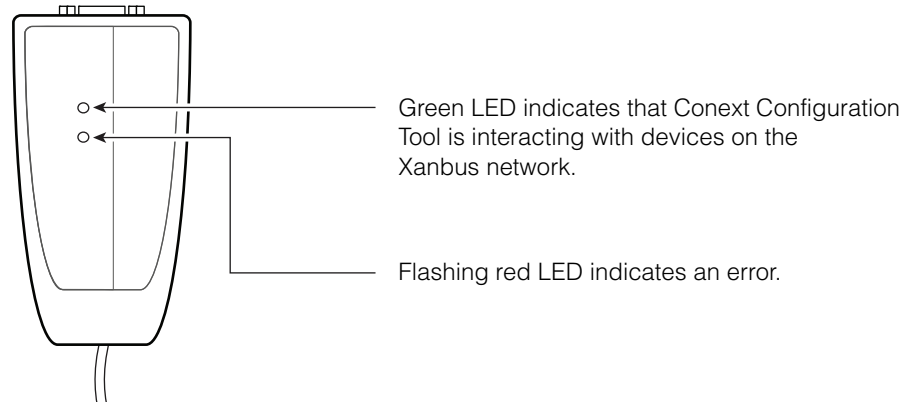 Green LED indicates that Conext Configuration
Tool is interacting with devices on the
Xanbus network.
Flashing red LED indicates an error.